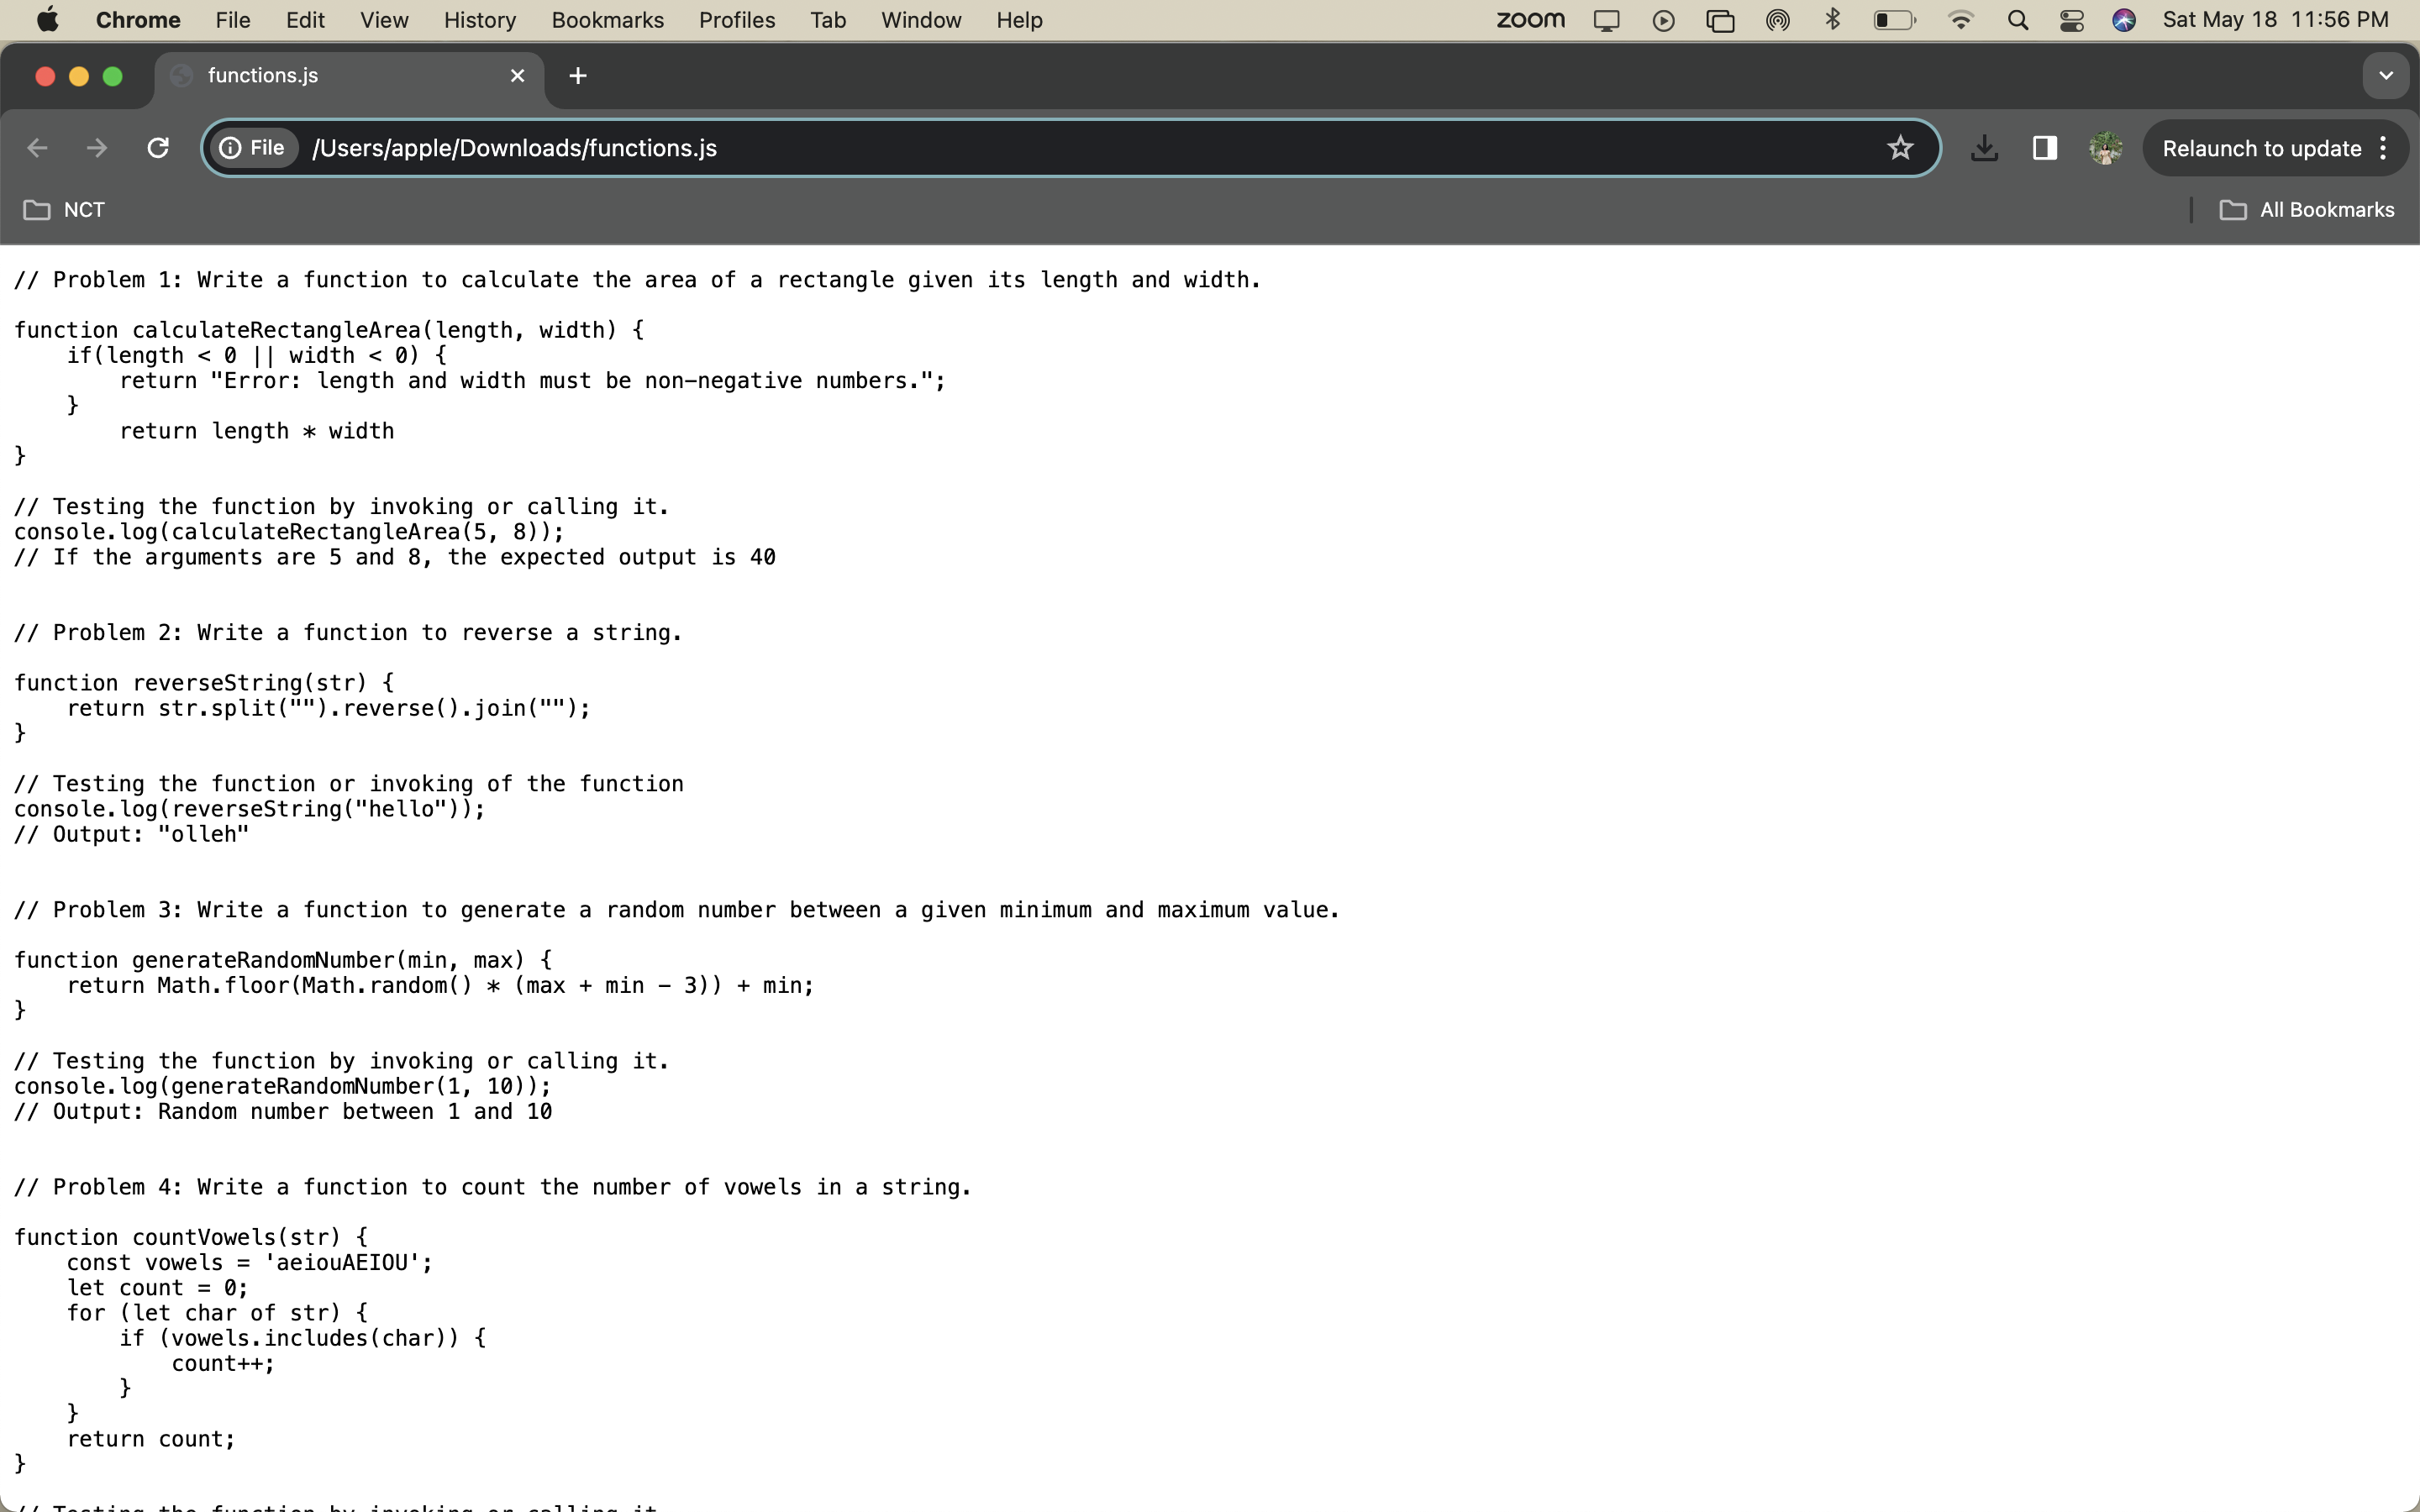 Chrome File Edit View History Bookmarks Profiles Tab Window Help zoom Sat May 18 11:56 PM
functions.js
File /Users/apple/Downloads/functions.js Relaunch to update
NCT All Bookmarks
// Problem 1: Write a function to calculate the area of a rectangle given its length and width.
function calculateRectangleArea(length, width) {
    if(length < 0 || width < 0) {
        return "Error: length and width must be non-negative numbers.";
    }
        return length * width
}
// Testing the function by invoking or calling it.
console.log(calculateRectangleArea(5, 8));
// If the arguments are 5 and 8, the expected output is 40
// Problem 2: Write a function to reverse a string.
function reverseString(str) {
    return str.split("").reverse().join("");
}
// Testing the function or invoking of the function
console.log(reverseString("hello"));
// Output: "olleh"
// Problem 3: Write a function to generate a random number between a given minimum and maximum value.
function generateRandomNumber(min, max) {
    return Math.floor(Math.random() * (max + min - 3)) + min;
}
// Testing the function by invoking or calling it.
console.log(generateRandomNumber(1, 10));
// Output: Random number between 1 and 10
// Problem 4: Write a function to count the number of vowels in a string.
function countVowels(str) {
    const vowels = 'aeiouAEIOU';
    let count = 0;
    for (let char of str) {
        if (vowels.includes(char)) {
            count++;
        }
    }
    return count;
}
// Testing the function by invoking or calling it